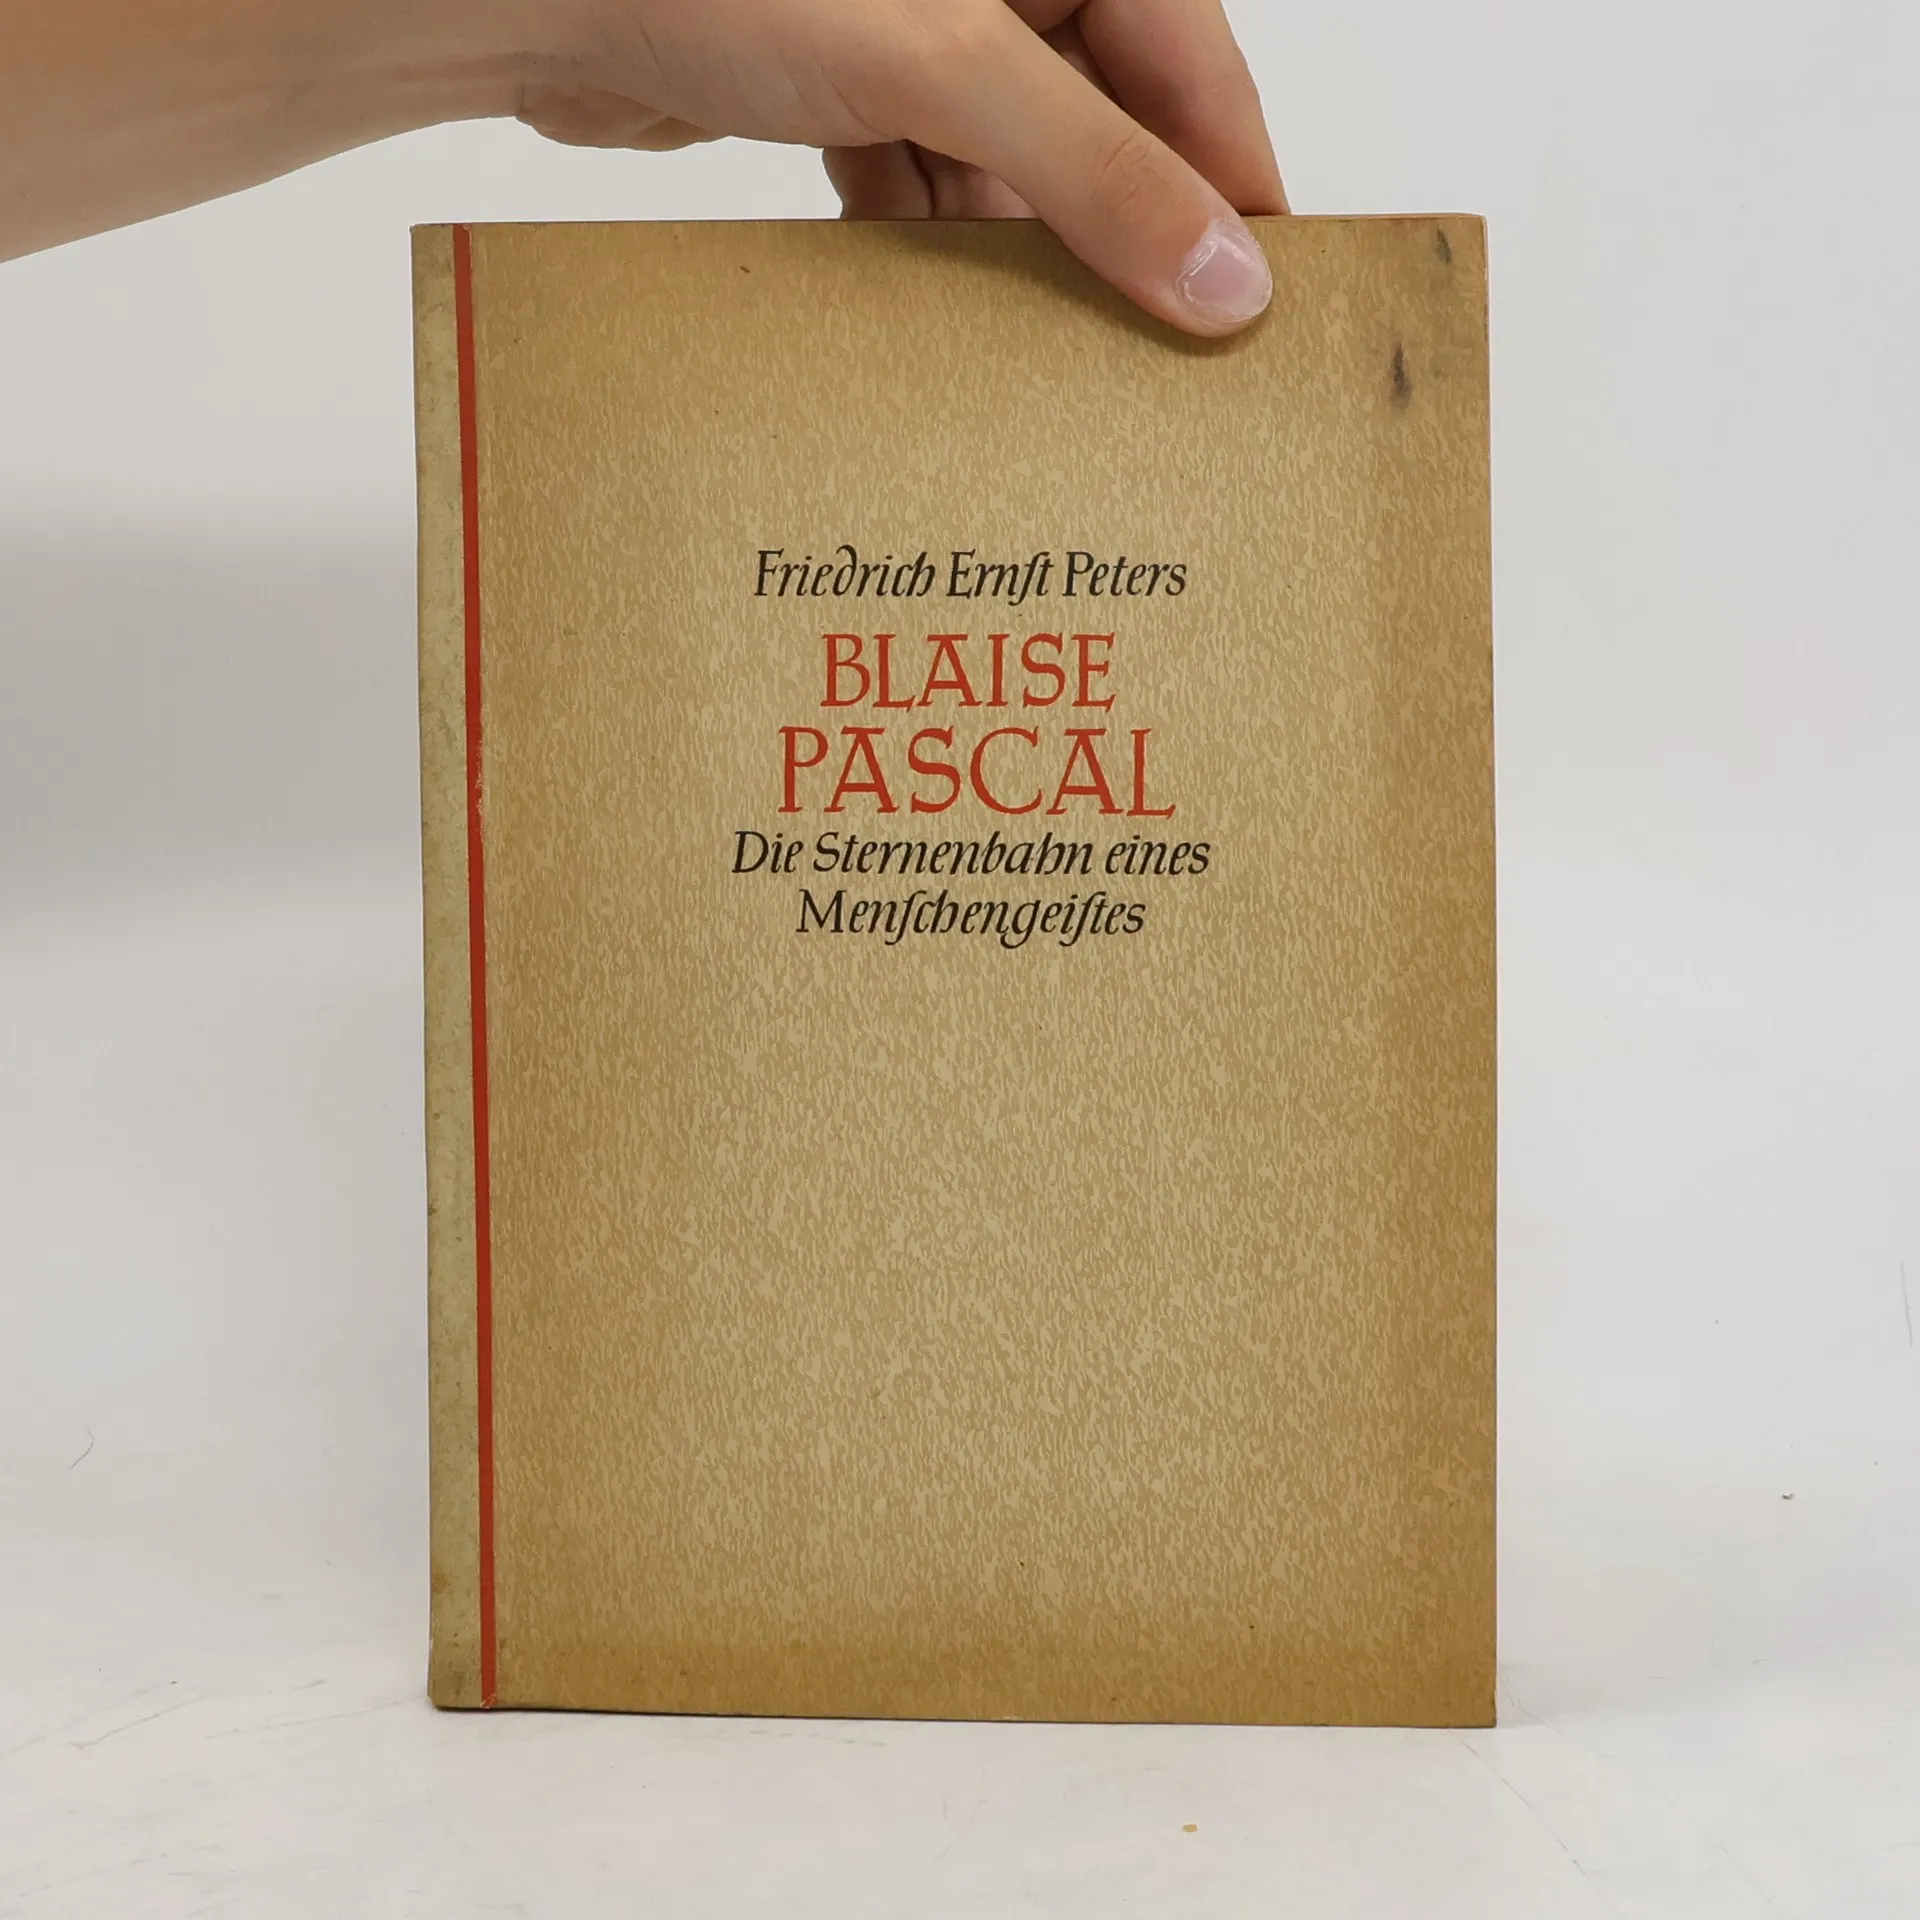 Friedrich Ernſt Peters
BLAISE
PASCAL
Die Sternenbahn eines
Menſchengeiſtes